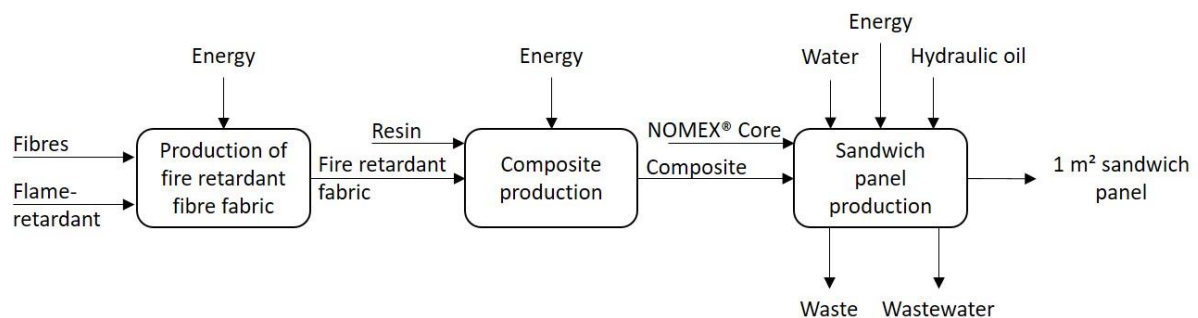 Energy
Energy
Energy
Water
Hydraulic oil
Fibres
Flame-
retardant
Production of
fire retardant
fibre fabric
Fire retardant
fabric
Resin
Composite
production
NOMEX® Core
Composite
Sandwich
panel
production
1 m² sandwich
panel
Waste
Wastewater